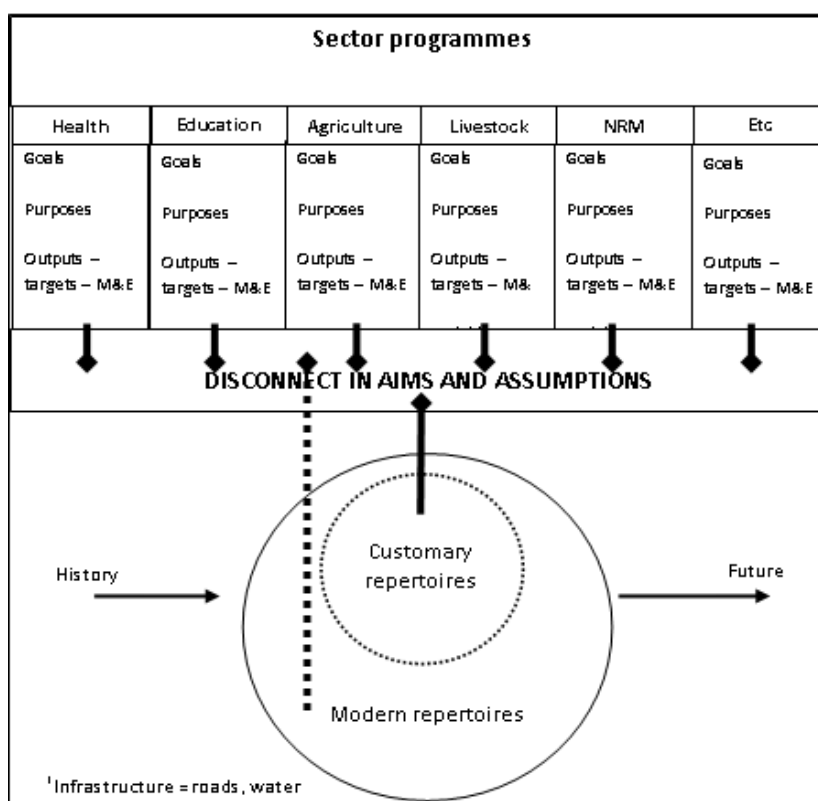 Sector programmes
Health
Education
Agriculture
Livestock
NRM
Etc
Goals
Purposes
Outputs –
targets – M&E
Goals
Purposes
Outputs –
targets – M&E
Goals
Purposes
Outputs –
targets – M&E
Goals
Purposes
Outputs –
targets – M&
Goals
Purposes
Outputs –
targets – M&E
Goals
Purposes
Outputs –
targets – M&E
DISCONNECT IN AIMS AND ASSUMPTIONS
Customary
repertoires
History
Future
Modern repertoires
¹Infrastructure = roads, water